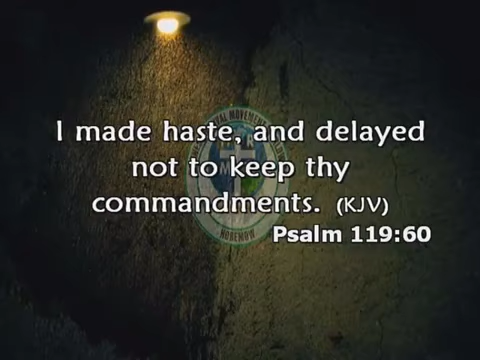 I made haste, and delayed
not to keep thy
commandments. (KJV)
Psalm 119:60